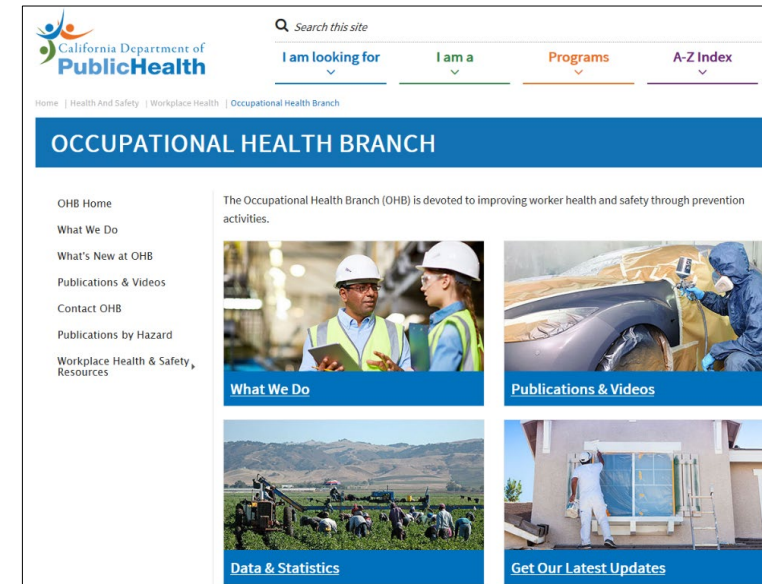 California Department of
PublicHealth
Search this site
I am looking for
I am a
Programs
A-Z Index
Home | Health And Safety | Workplace Health | Occupational Health Branch
OCCUPATIONAL HEALTH BRANCH
OHB Home
What We Do
What's New at OHB
Publications & Videos
Contact OHB
Publications by Hazard
Workplace Health & Safety
Resources
The Occupational Health Branch (OHB) is devoted to improving worker health and safety through prevention
activities.
What We Do
Publications & Videos
Data & Statistics
Get Our Latest Updates